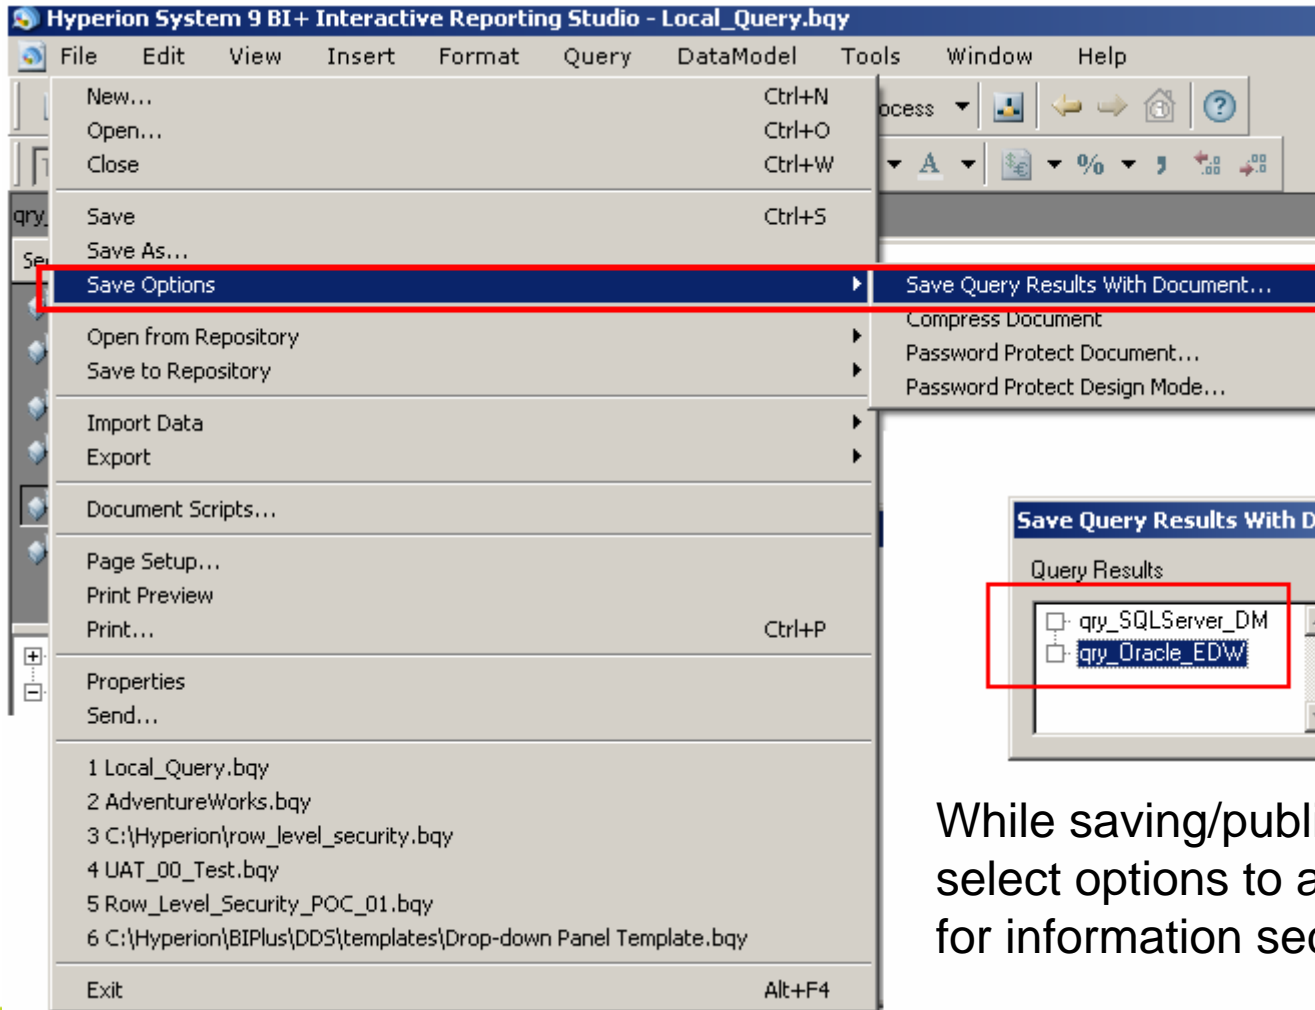 Hyperion System 9 BI+ Interactive Reporting Studio - Local_Query.bqy
File Edit View Insert Format Query DataModel Tools Window Help
New... Ctrl+N
Open... Ctrl+O
Close Ctrl+W
Save Ctrl+S
Save As...
Save Options
Save Query Results With Document...
Compress Document
Password Protect Document...
Password Protect Design Mode...
Open from Repository
Save to Repository
Import Data
Export
Document Scripts...
Page Setup...
Print Preview
Print... Ctrl+P
Properties
Send...
1 Local_Query.bqy
2 AdventureWorks.bqy
3 C:\Hyperion\row_level_security.bqy
4 UAT_00_Test.bqy
5 Row_Level_Security_POC_01.bqy
6 C:\Hyperion\BIPlus\DDS\templates\Drop-down Panel Template.bqy
Exit Alt+F4
ocess
A % ,
qry_
Se
Save Query Results With D
Query Results
qry_SQLServer_DM
qry_Oracle_EDW
While saving/publ
select options to a
for information sec